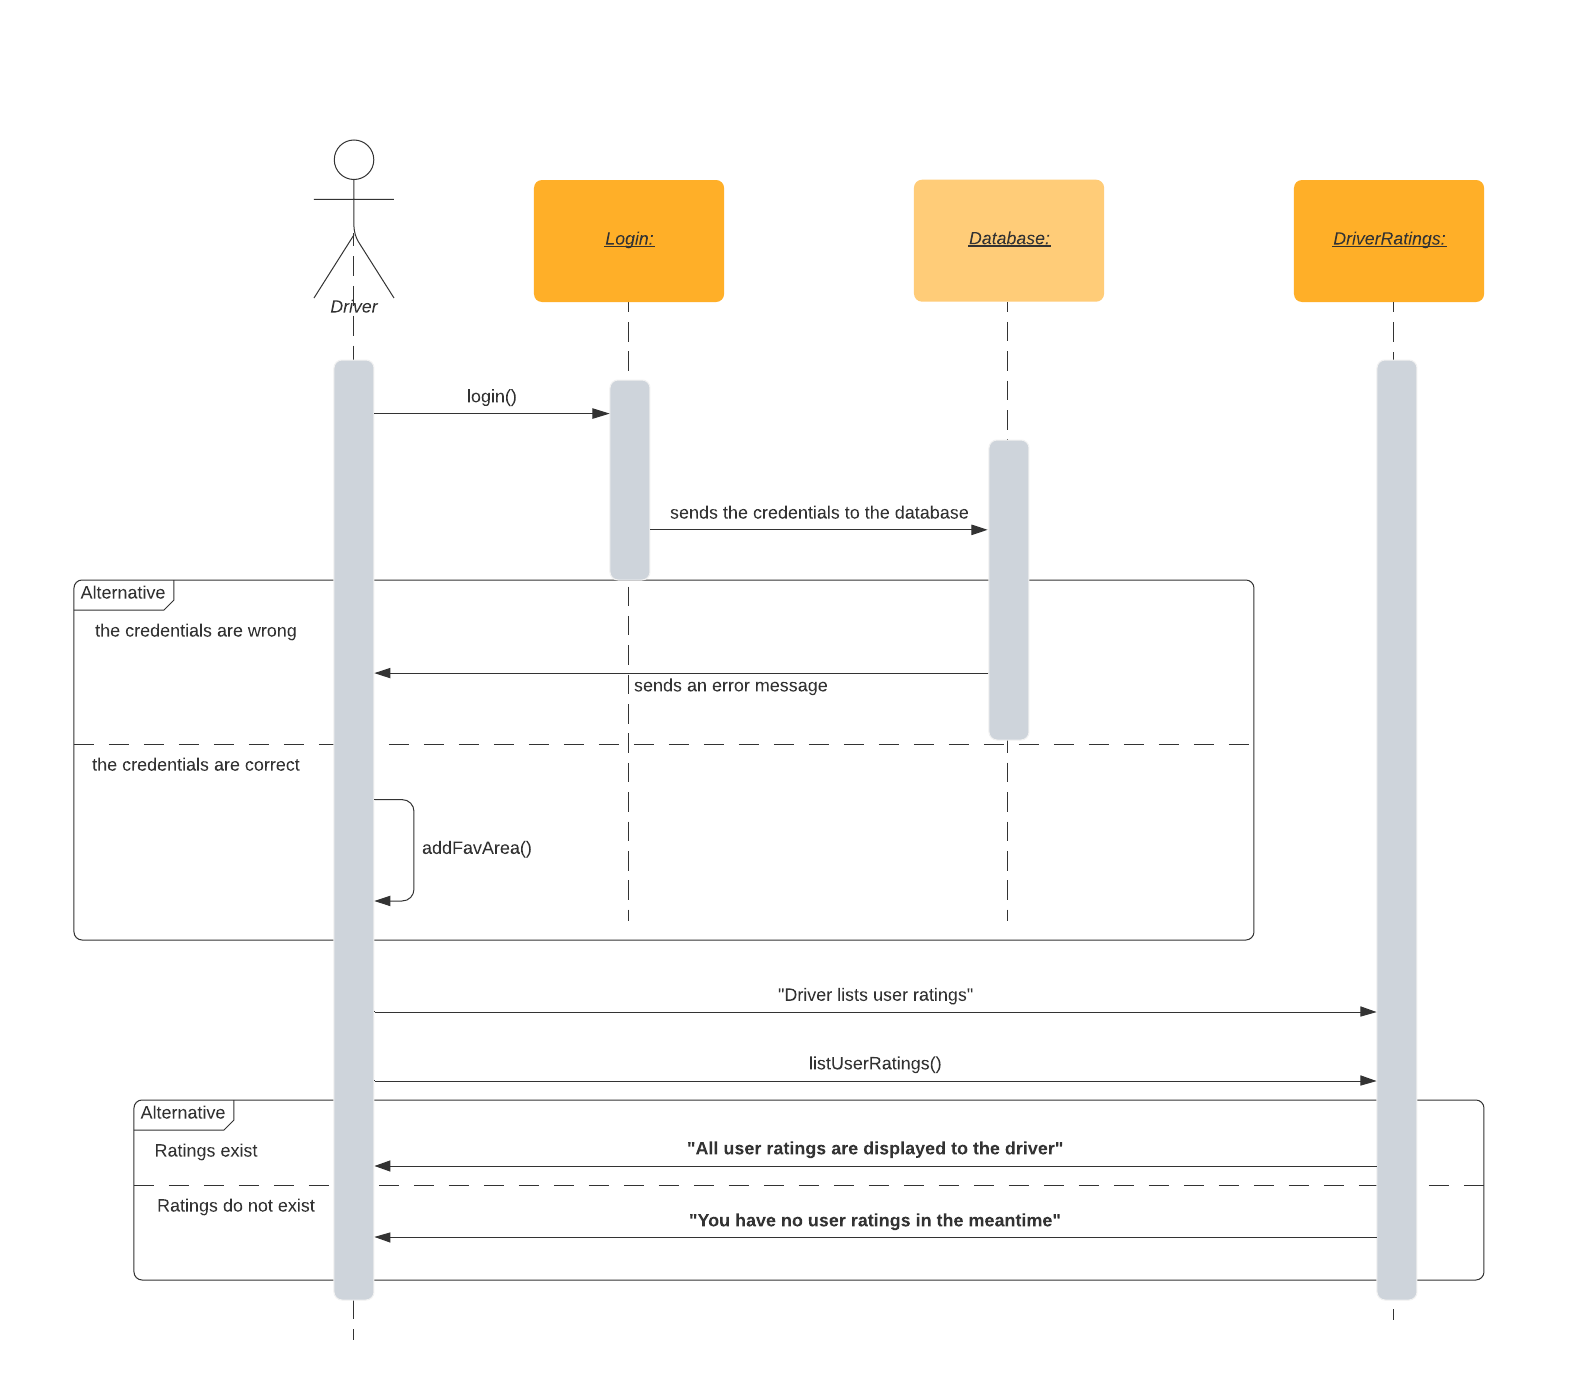 Login:
Database:
DriverRatings:
Driver
login()
sends the credentials to the database
Alternative
the credentials are wrong
sends an error message
the credentials are correct
addFavArea()
"Driver lists user ratings"
listUserRatings()
Alternative
Ratings exist
"All user ratings are displayed to the driver"
Ratings do not exist
"You have no user ratings in the meantime"